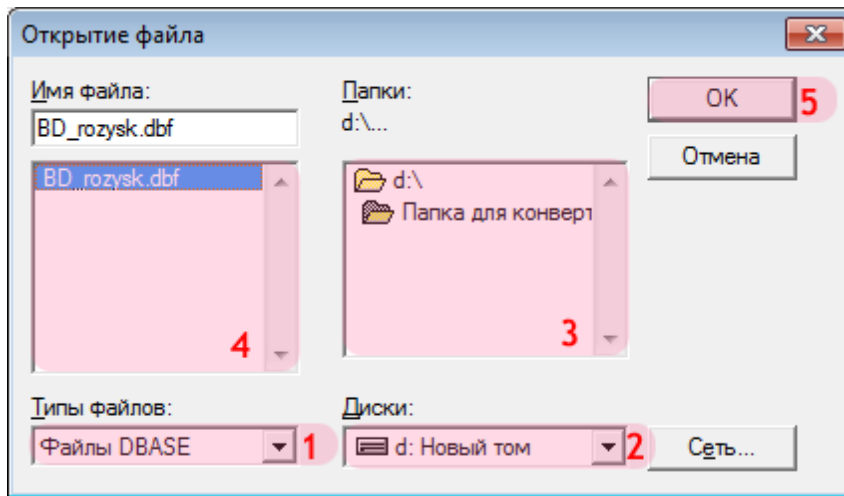 Открытие файла
Имя файла:
BD_rozysk.dbf
BD_rozysk.dbf
4
Типы файлов:
Файлы DBASE
1
Папки:
d:\...
d:\
Папка для конверт
3
Диски:
d: Новый том
2
OK
5
Отмена
Сеть...